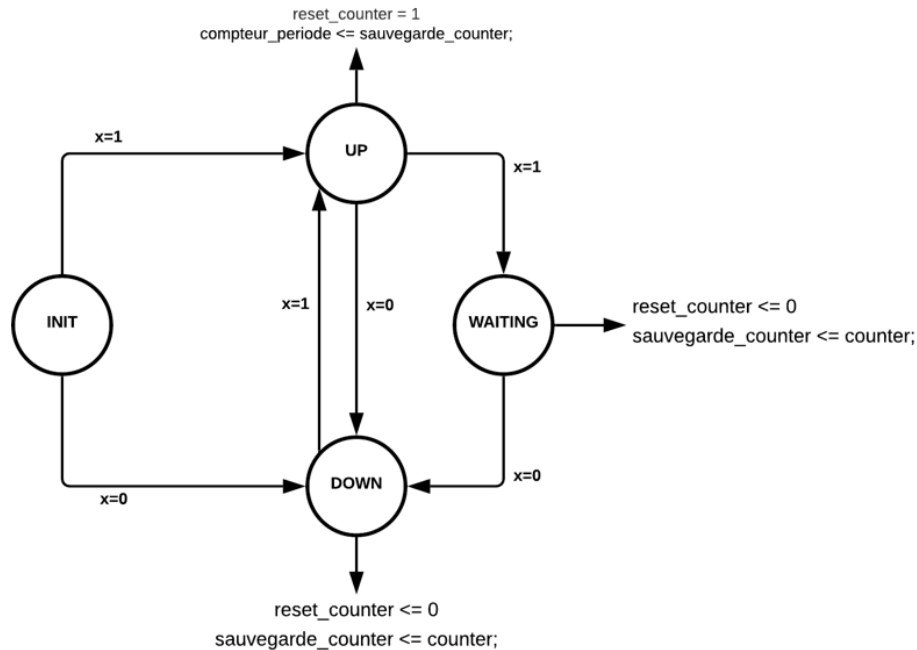 reset_counter = 1
compteur_periode <= sauvegarde_counter;
x=1
UP
x=1
INIT
x=1
x=0
WAITING
reset_counter <= 0
sauvegarde_counter <= counter;
x=0
DOWN
x=0
reset_counter <= 0
sauvegarde_counter <= counter;